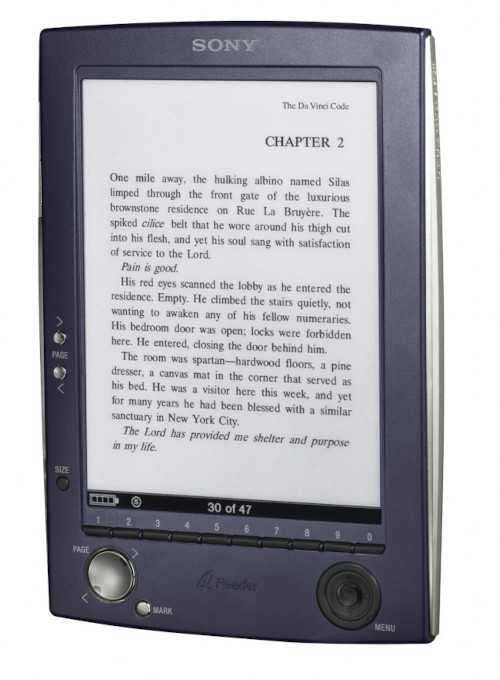 SONY
The Da Vinci Code
CHAPTER 2
One mile away, the hulking albino named Silas
limped through the front gate of the luxurious
brownstone residence on Rue La Bruyère. The
spiked cilice belt that he wore around his thigh cut
into his flesh, and yet his soul sang with satisfaction
of service to the Lord.
Pain is good.
His red eyes scanned the lobby as he entered the
residence. Empty. He climbed the stairs quietly, not
wanting to awaken any of his fellow numeraries.
His bedroom door was open; locks were forbidden
here. He entered, closing the door behind him.
The room was spartan—hardwood floors, a pine
dresser, a canvas mat in the corner that served as
his bed. He was a visitor here this week, and yet
for many years he had been blessed with a similar
sanctuary in New York City.
The Lord has provided me shelter and purpose
in my life.
PAGE
SIZE
S
30 of 47
1 2 3 4 5 6 7 8 9 0
PAGE
Reader
MARK
MENU